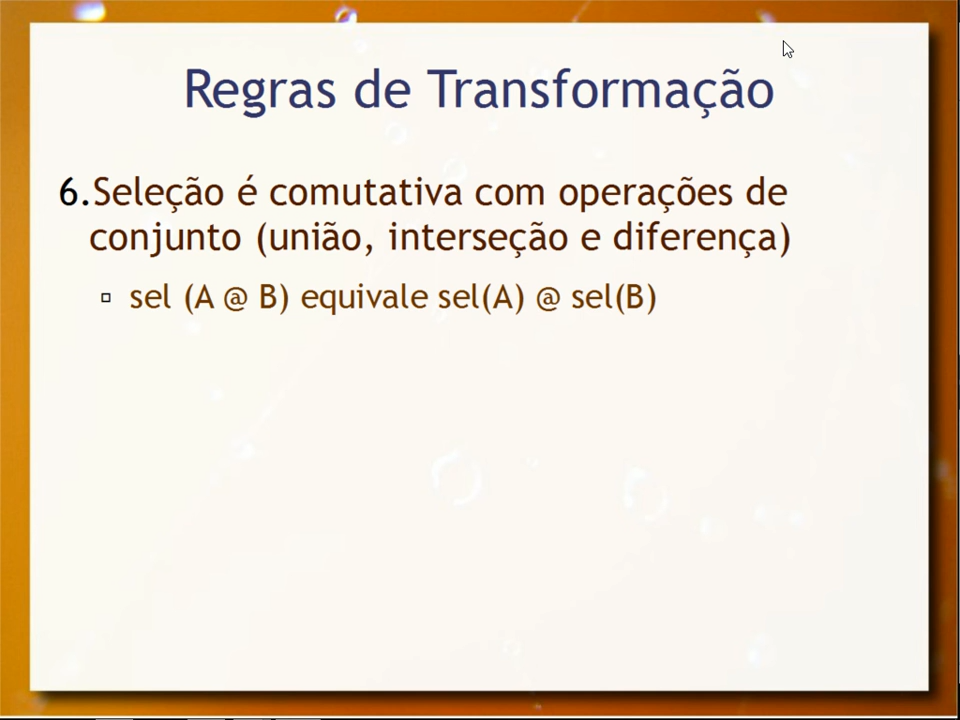 Regras de Transformação
6.Seleção é comutativa com operações de
conjunto (união, interseção e diferença)
sel (A @ B) equivale sel(A) @ sel(B)